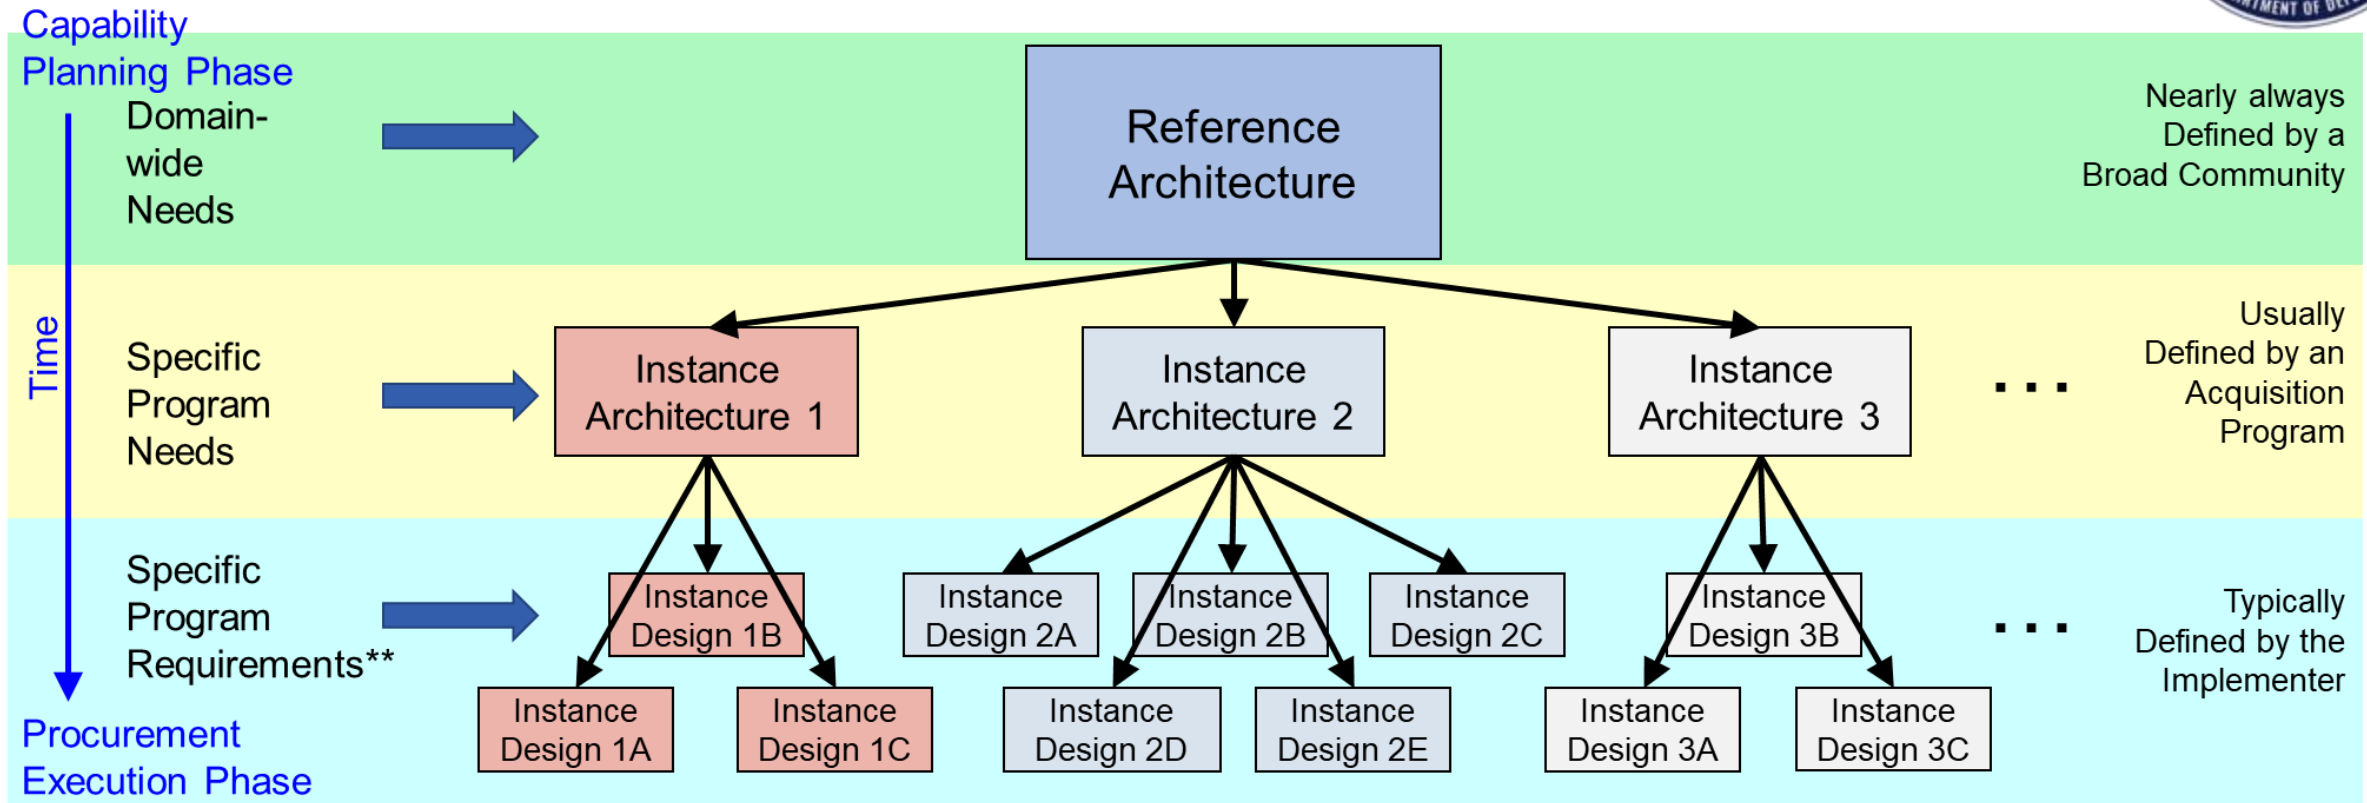 Capability
Planning Phase
Domain-
wide
Needs
Reference
Architecture
Nearly always
Defined by a
Broad Community
Time
Specific
Program
Needs
Instance
Architecture 1
Instance
Architecture 2
Instance
Architecture 3
...
Usually
Defined by an
Acquisition
Program
Specific
Program
Requirements**
Instance
Design 1B
Instance
Design 2A
Instance
Design 2B
Instance
Design 2C
Instance
Design 3B
...
Typically
Defined by the
Implementer
Instance
Design 1A
Instance
Design 1C
Instance
Design 2D
Instance
Design 2E
Instance
Design 3A
Instance
Design 3C
Procurement
Execution Phase